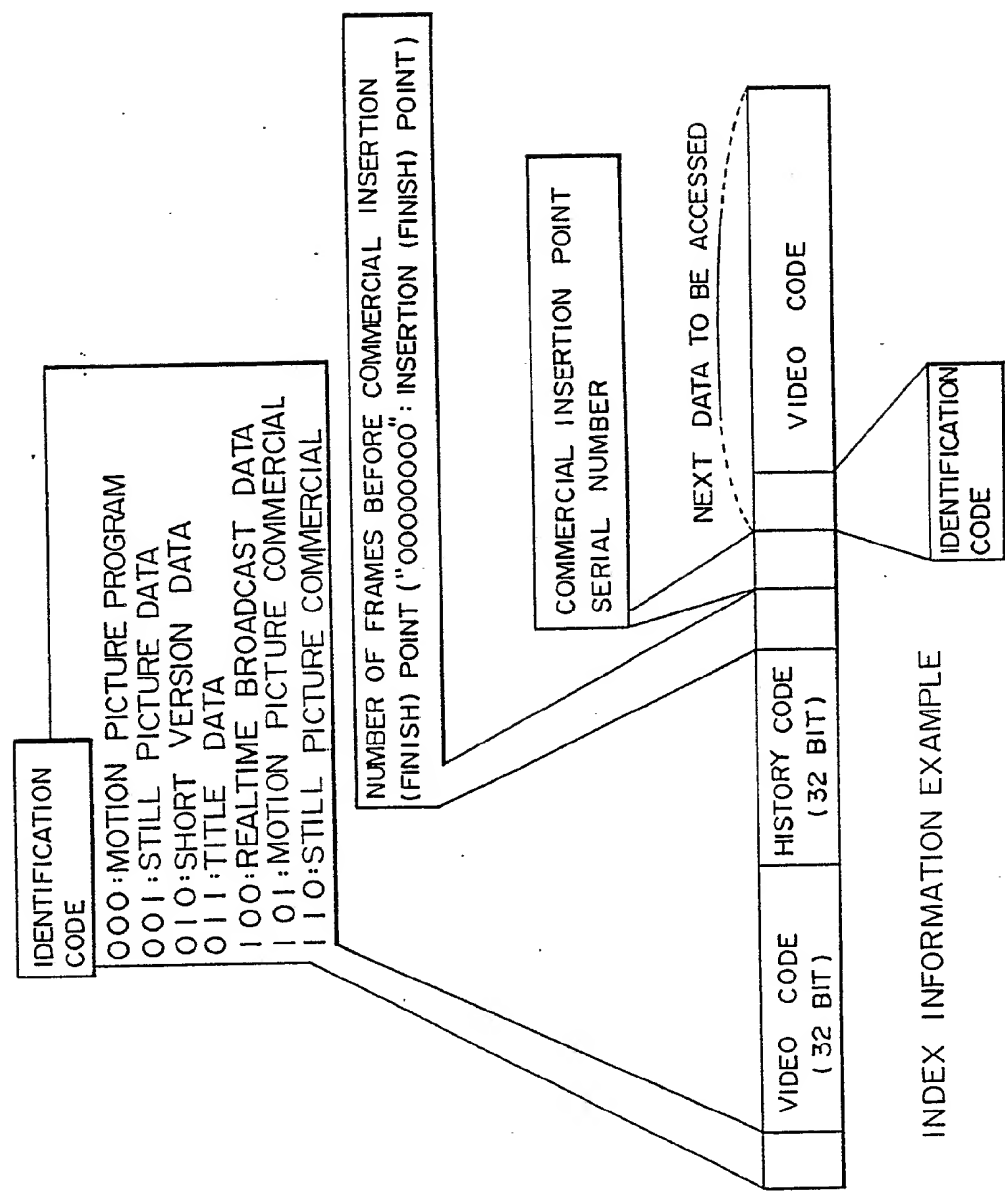 IDENTIFICATION
CODE
000:MOTION PICTURE PROGRAM
001:STILL PICTURE DATA
010:SHORT VERSION DATA
011:TITLE DATA
100:REALTIME BROADCAST DATA
101:MOTION PICTURE COMMERCIAL
110:STILL PICTURE COMMERCIAL
NUMBER OF FRAMES BEFORE COMMERCIAL INSERTION
(FINISH) POINT ("0000000": INSERTION (FINISH) POINT)
COMMERCIAL INSERTION POINT
SERIAL NUMBER
NEXT DATA TO BE ACCESSED
VIDEO CODE
(32 BIT)
HISTORY CODE
(32 BIT)
VIDEO CODE
IDENTIFICATION
CODE
INDEX INFORMATION EXAMPLE